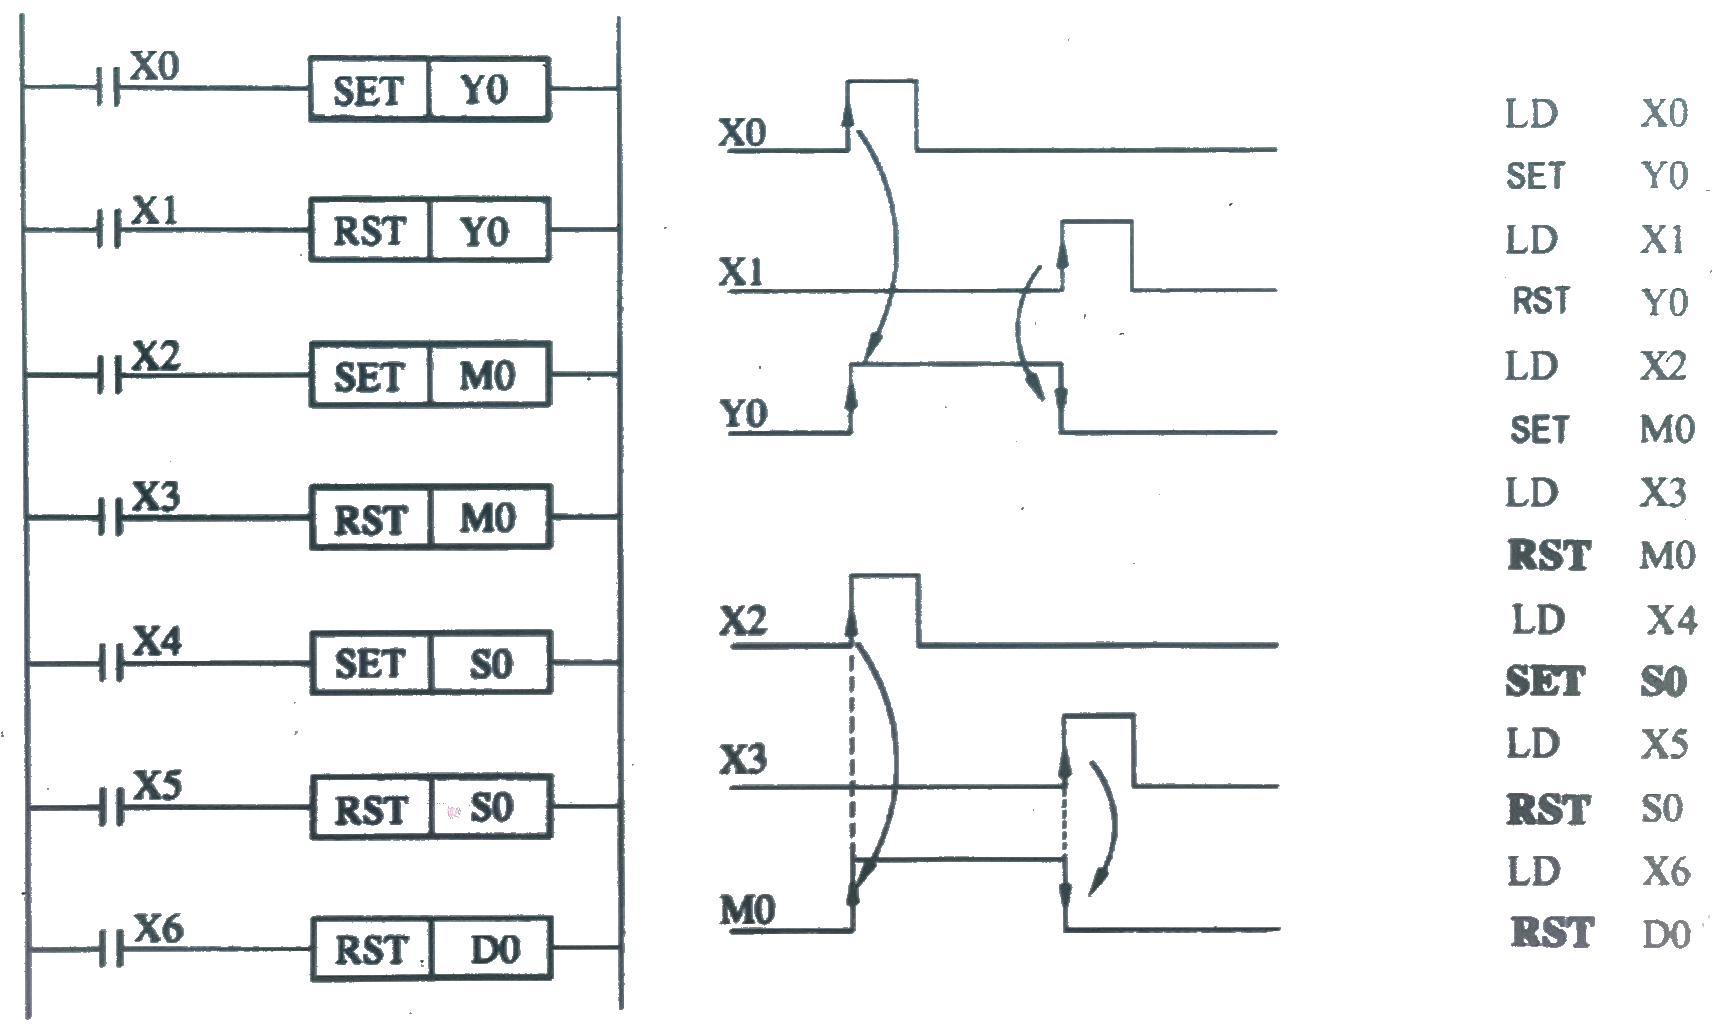 X0 SET Y0
X1 RST Y0
X2 SET M0
X3 RST M0
X4 SET S0
X5 RST S0
X6 RST D0
X0
X1
Y0
X2
X3
M0
LD X0
SET Y0
LD X1
RST Y0
LD X2
SET M0
LD X3
RST M0
LD X4
SET S0
LD X5
RST S0
LD X6
RST D0